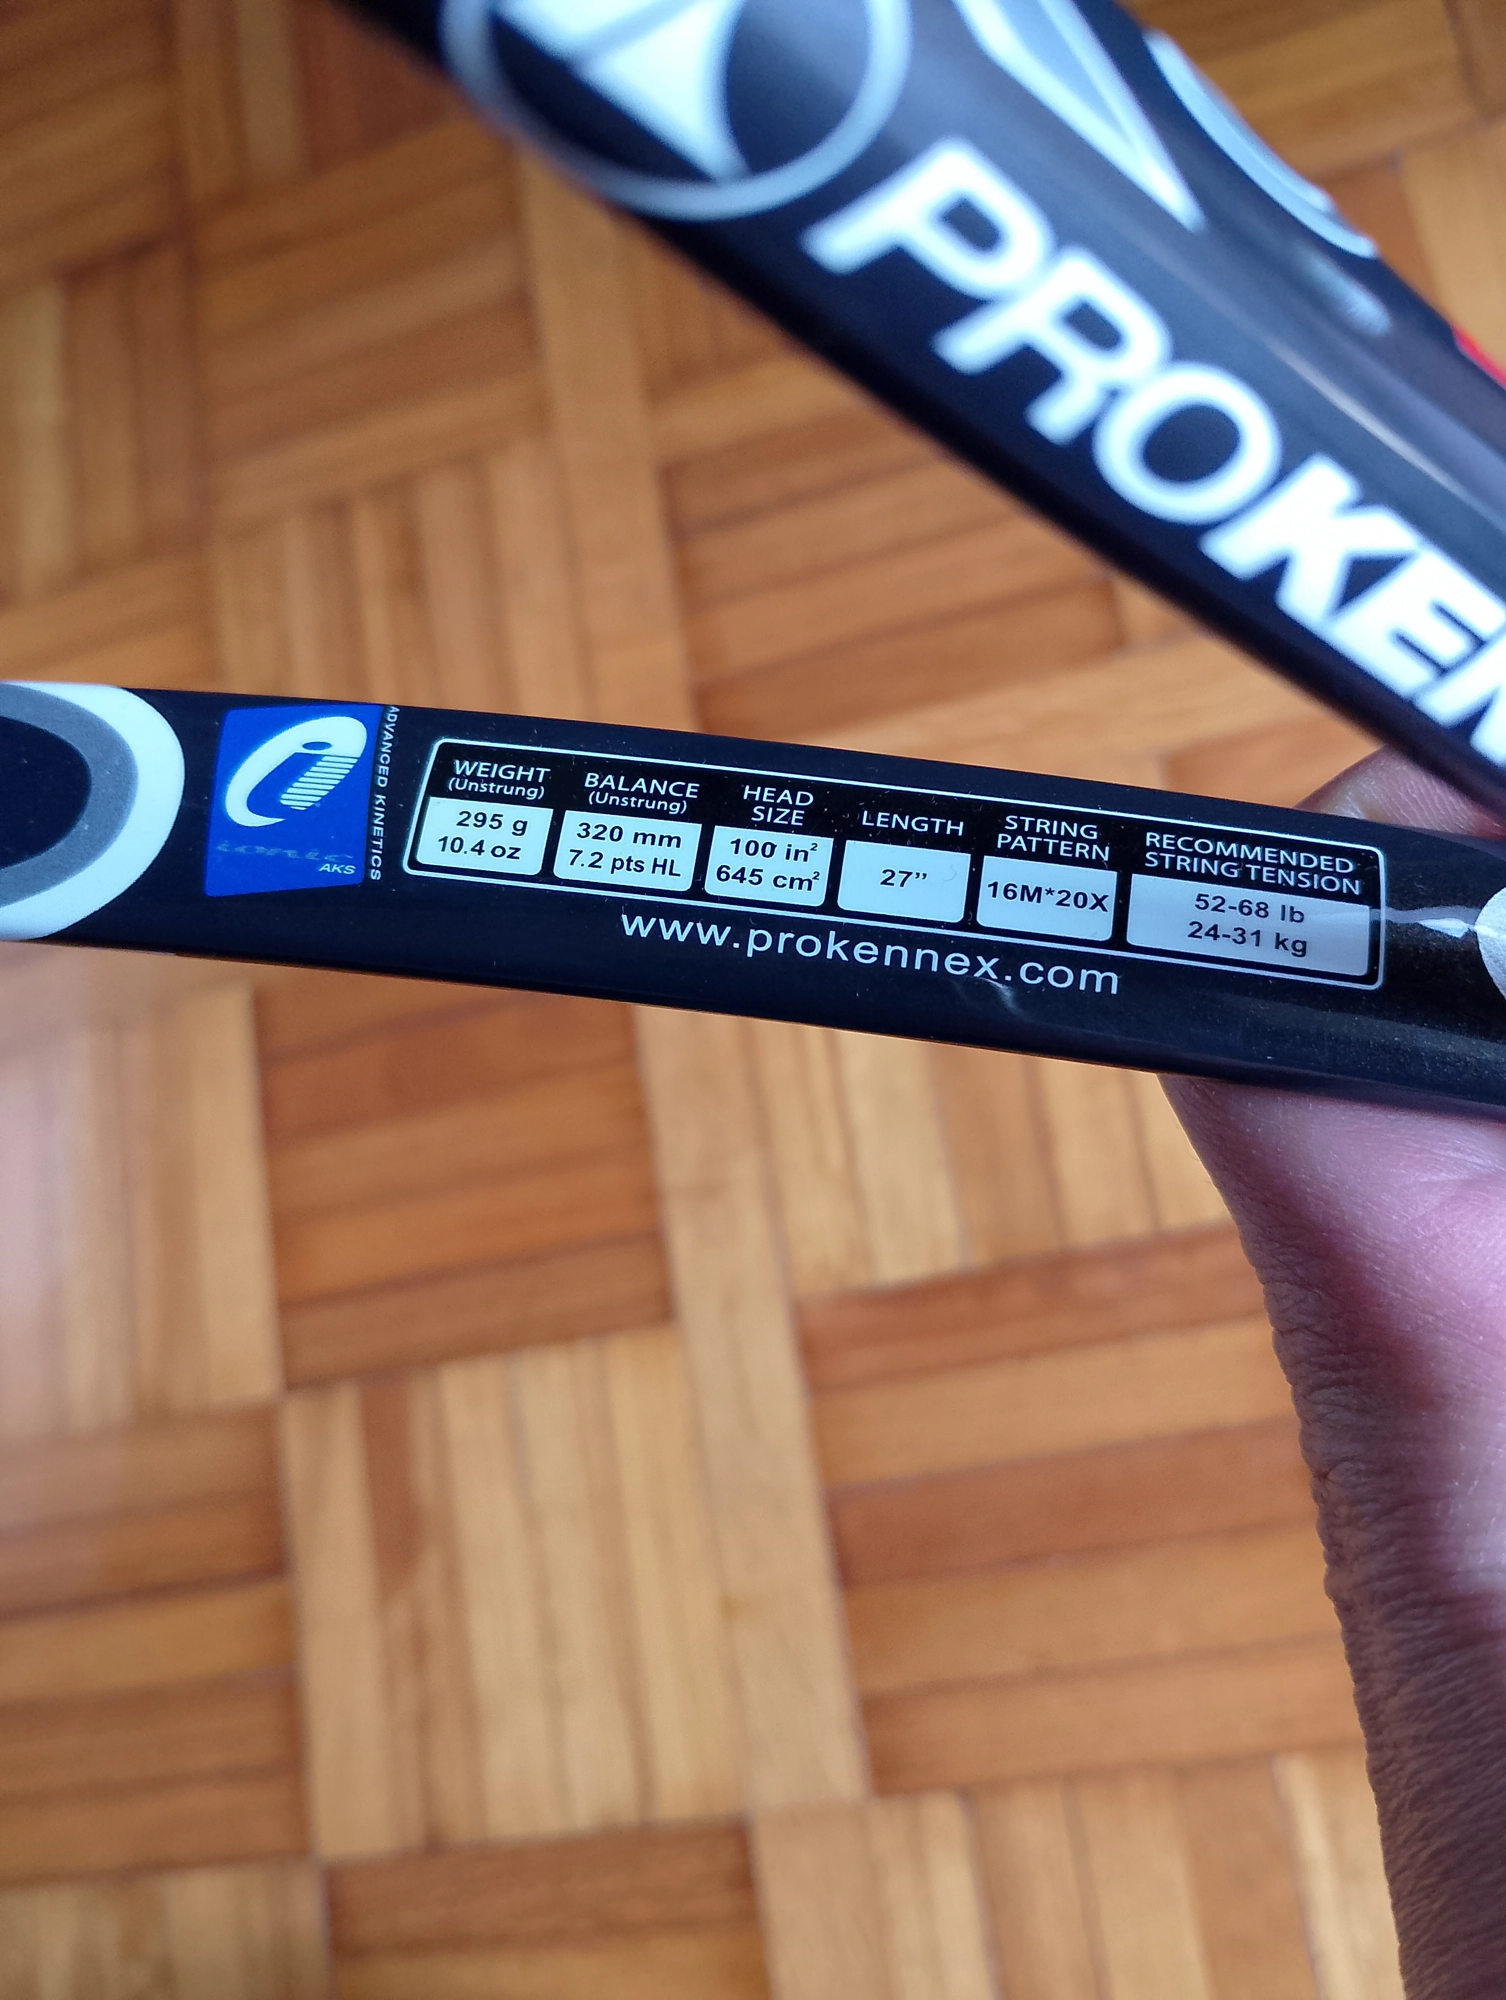 PROKEN
ADVANCED KINETICS
ionic
AKS
WEIGHT
(Unstrung)
295 g
10.4 oz
BALANCE
(Unstrung)
320 mm
7.2 pts HL
HEAD
SIZE
100 in²
645 cm²
LENGTH
27”
STRING
PATTERN
16M*20X
RECOMMENDED
STRING TENSION
52-68 lb
24-31 kg
www.prokennex.com